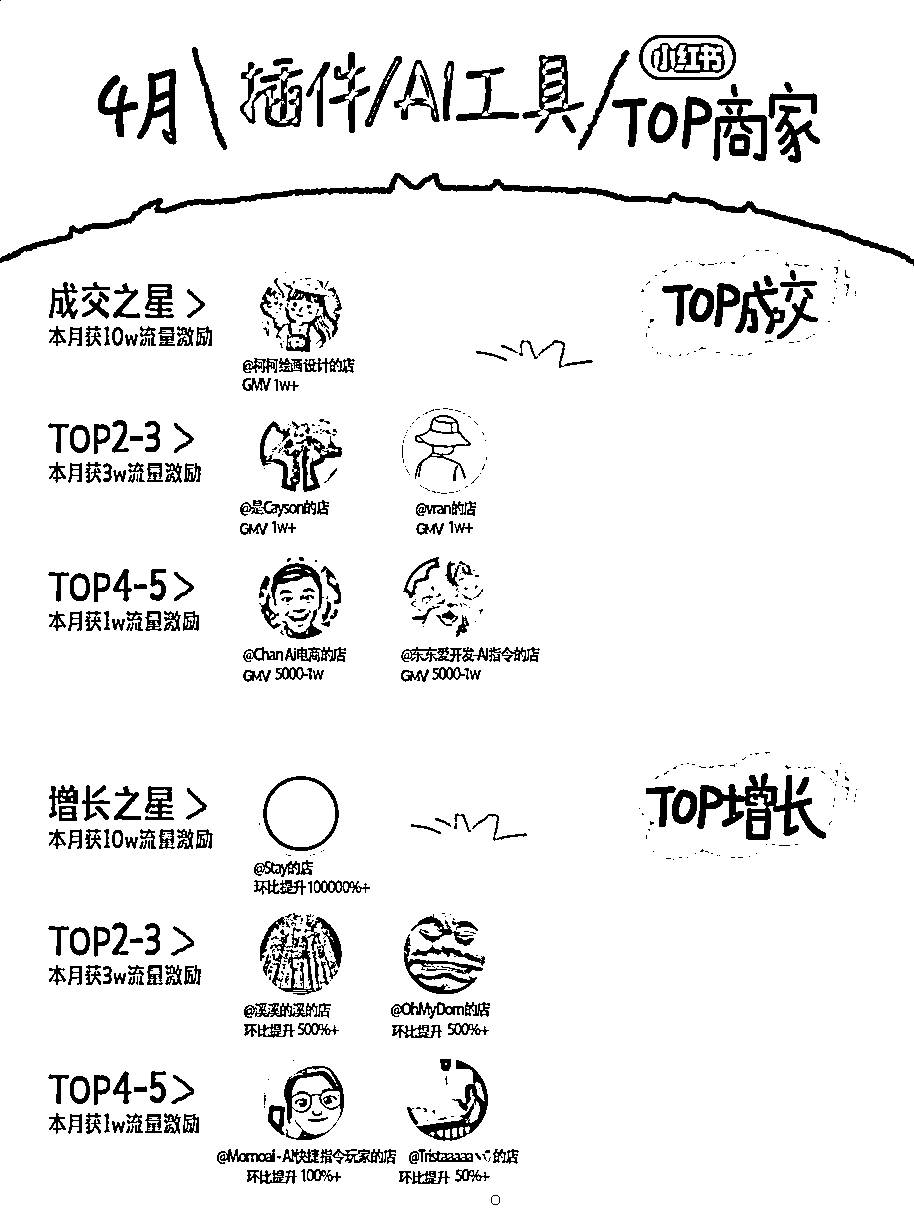 小红书
4月\插件/AI工具/TOP商家
TOP成交
成交之星 >
本月获10w流量激励
@柯柯绘画设计的店
GMV 1w+
TOP2-3 >
本月获3w流量激励
@是Cayson的店
GMV 1w+
@vran的店
GMV 1w+
TOP4-5 >
本月获1w流量激励
@Chan Ai电商的店
GMV 5000-1w
@东东爱开发-AI指令的店
GMV 5000-1w
TOP增长
增长之星 >
本月获10w流量激励
@Stay的店
环比提升100000%+
TOP2-3 >
本月获3w流量激励
@溪溪的溪的店
环比提升 500%+
@OhMyDorn的店
环比提升 500%+
TOP4-5 >
本月获1w流量激励
@Mornoai - AI快捷指令玩家的店
环比提升 100%+
的店
环比提升 50%+